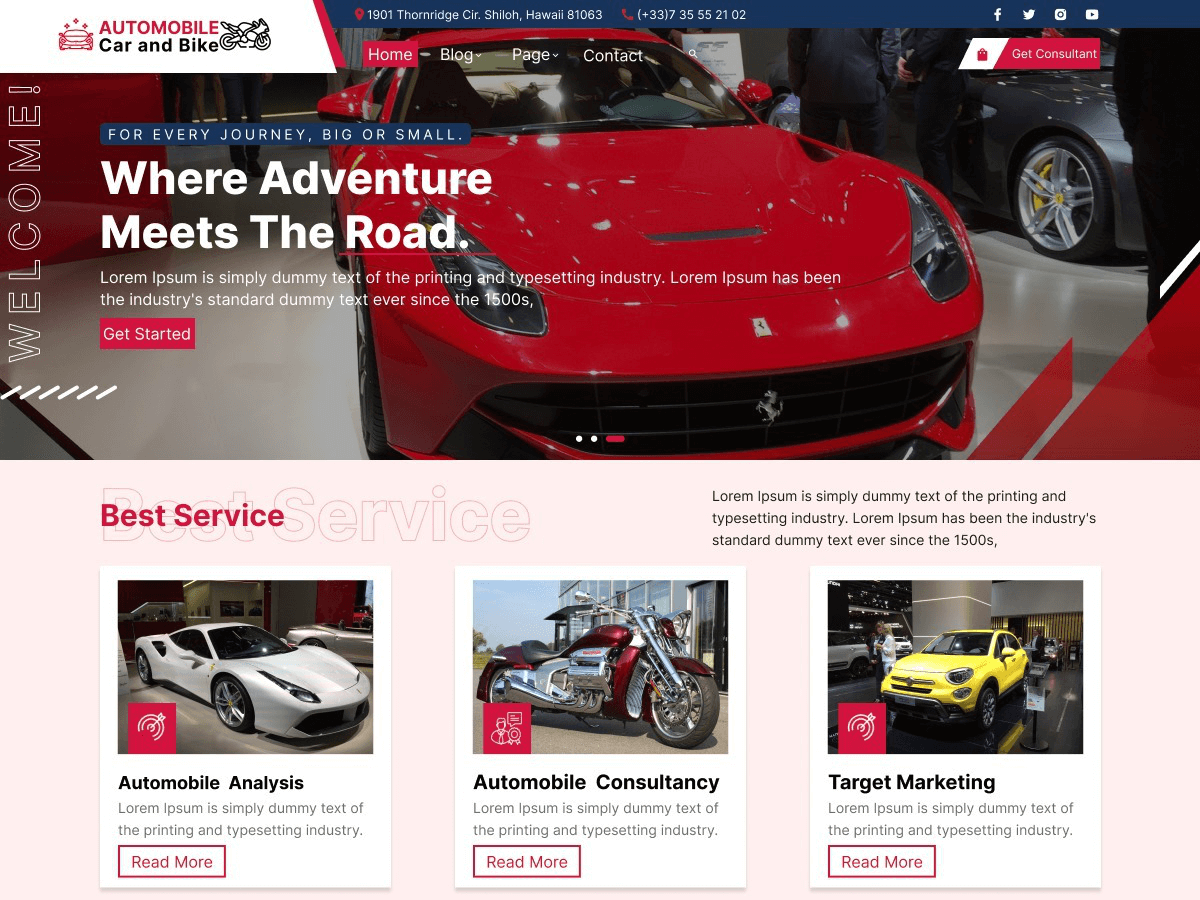 AUTOMOBILE
Car and Bike
1901 Thornridge Cir. Shiloh, Hawaii 81063
(+33)7 35 55 21 02
Home
Blog
Page
Contact
Get Consultant
WELCOME!
FOR EVERY JOURNEY, BIG OR SMALL.
Where Adventure
Meets The Road.
Lorem Ipsum is simply dummy text of the printing and typesetting industry. Lorem Ipsum has been
the industry's standard dummy text ever since the 1500s,
Get Started
Best Service
Best Service
Lorem Ipsum is simply dummy text of the printing and
typesetting industry. Lorem Ipsum has been the industry's
standard dummy text ever since the 1500s,
Automobile Analysis
Lorem Ipsum is simply dummy text of
the printing and typesetting industry.
Read More
Automobile Consultancy
Lorem Ipsum is simply dummy text of
the printing and typesetting industry.
Read More
Target Marketing
Lorem Ipsum is simply dummy text of
the printing and typesetting industry.
Read More